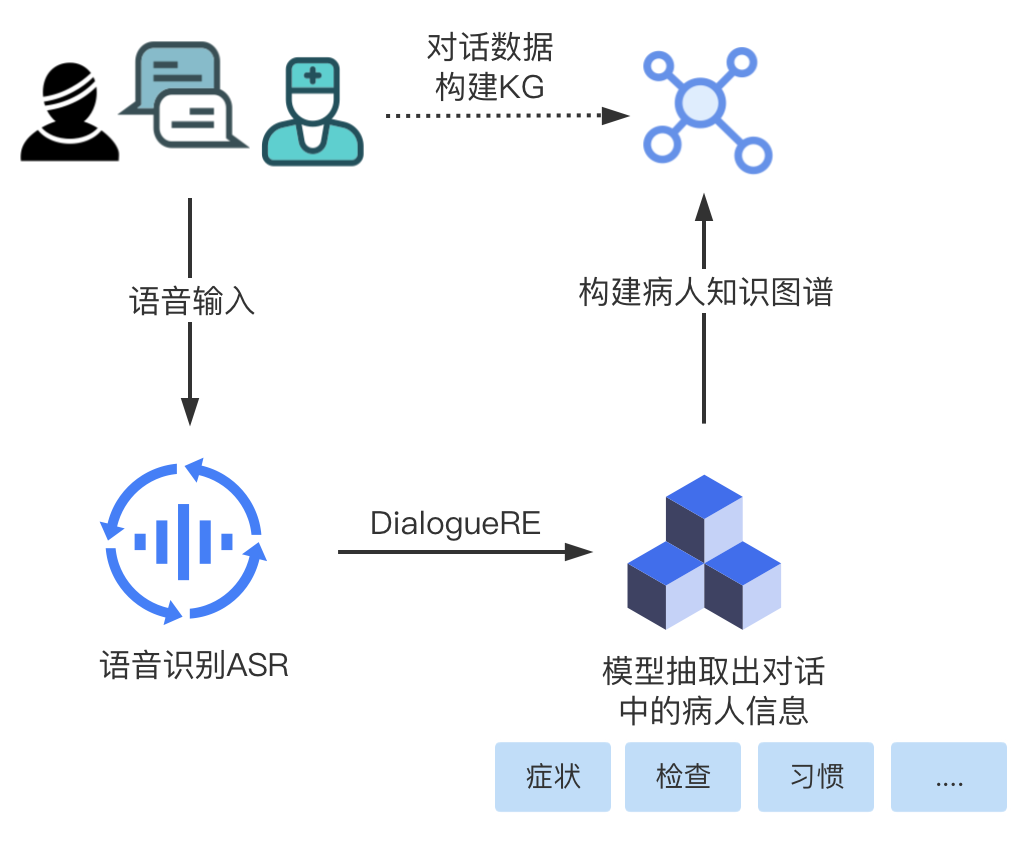 对话数据
构建KG
语音输入
构建病人知识图谱
DialogueRE
语音识别ASR
模型抽取出对话
中的病人信息
症状
检查
习惯
....